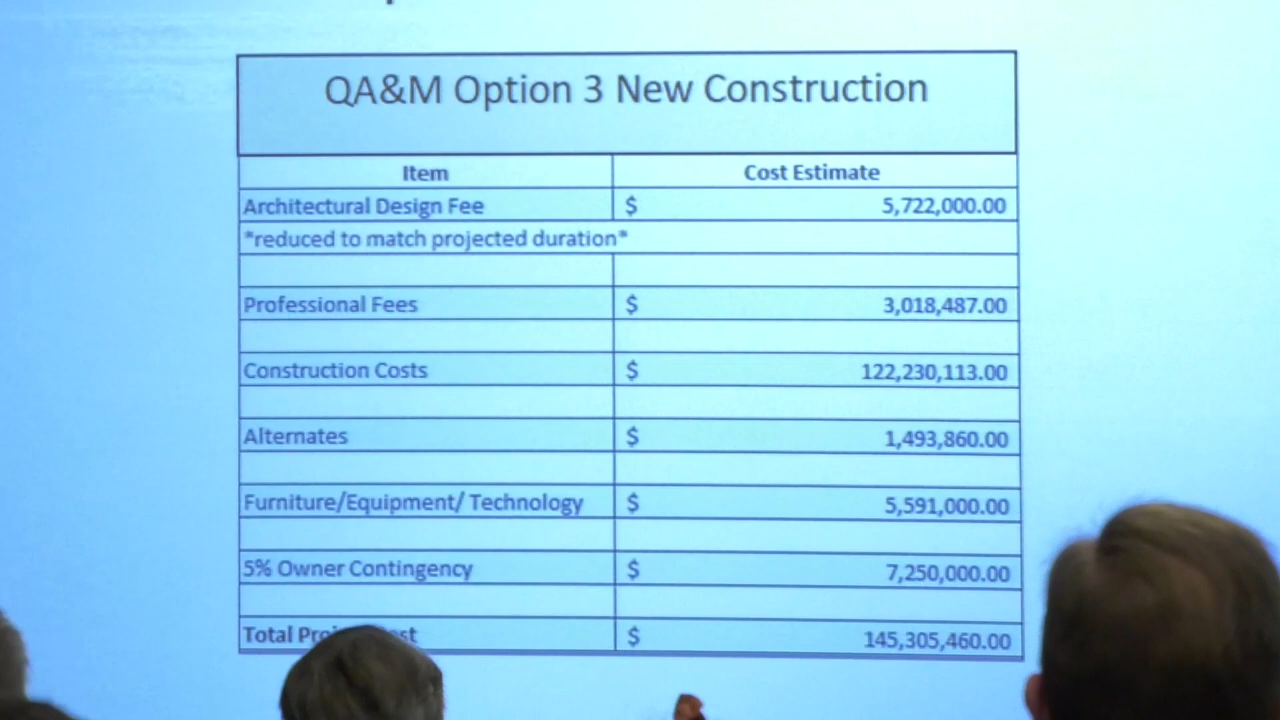 QA&M Option 3 New Construction
Item Cost Estimate
Architectural Design Fee $ 5,722,000.00
*reduced to match projected duration*
Professional Fees $ 3,018,487.00
Construction Costs $ 122,230,113.00
Alternates $ 1,493,860.00
Furniture/Equipment/ Technology $ 5,591,000.00
5% Owner Contingency $ 7,250,000.00
Total $ 145,305,460.00